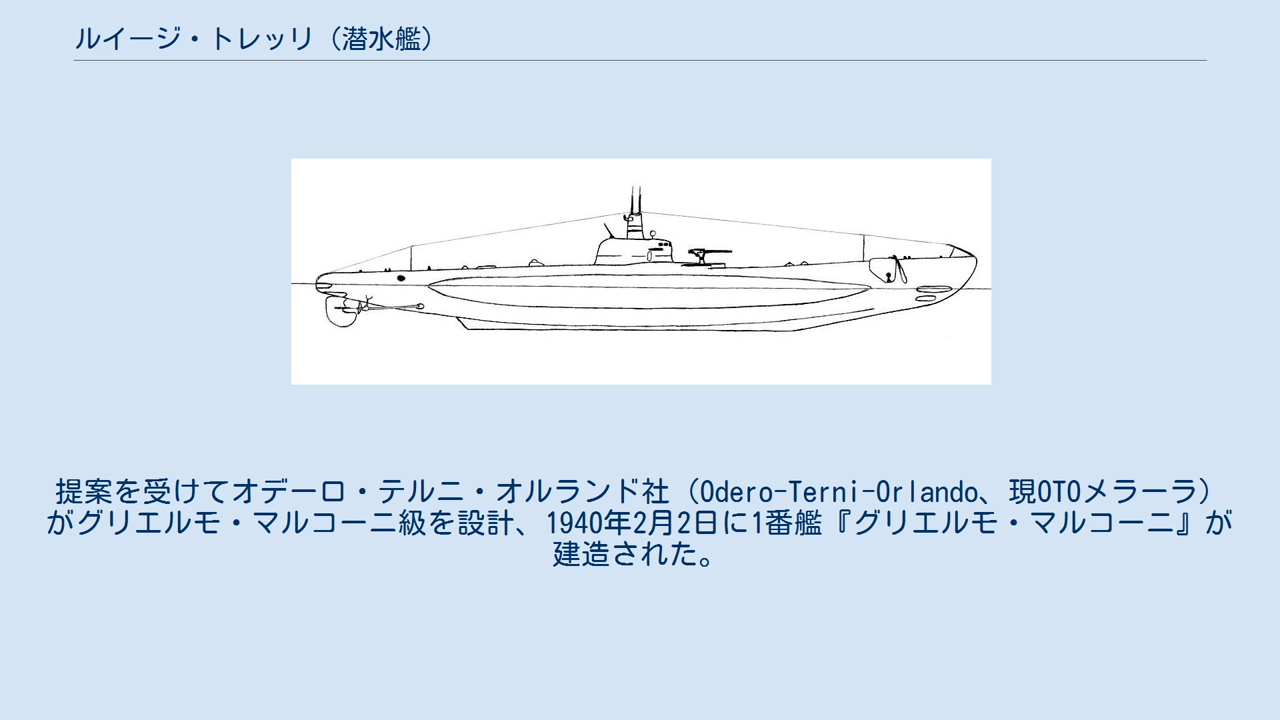 ルイージ・トレッリ（潜水艦）
提案を受けてオデーロ・テルニ・オルランド社（Odero-Terni-Orlando、現OTOメラーラ）
がグリエルモ・マルコーニ級を設計、1940年2月2日に1番艦『グリエルモ・マルコーニ』が
建造された。